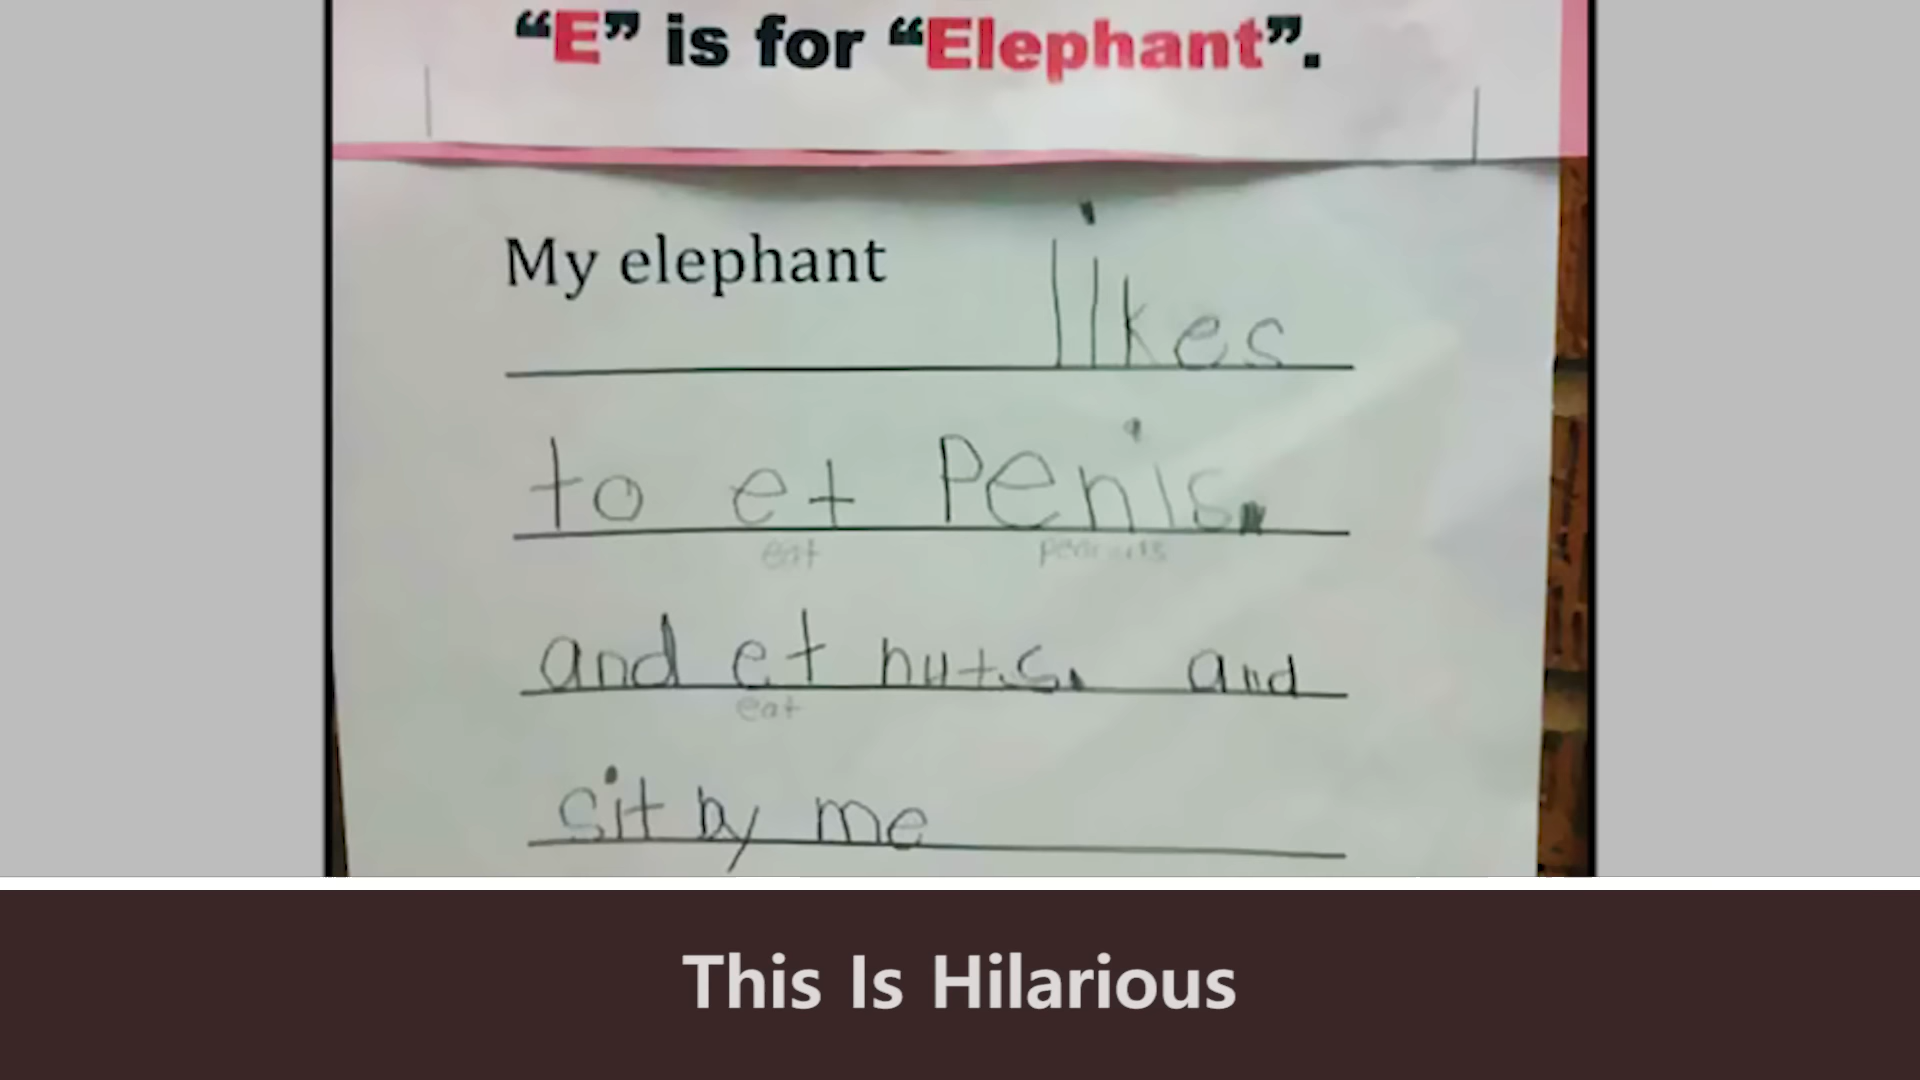 “E” is for “Elephant”.
My elephant likes
to et Penis.
eat peanuts
and et nuts. and
eat
sit by me
This Is Hilarious